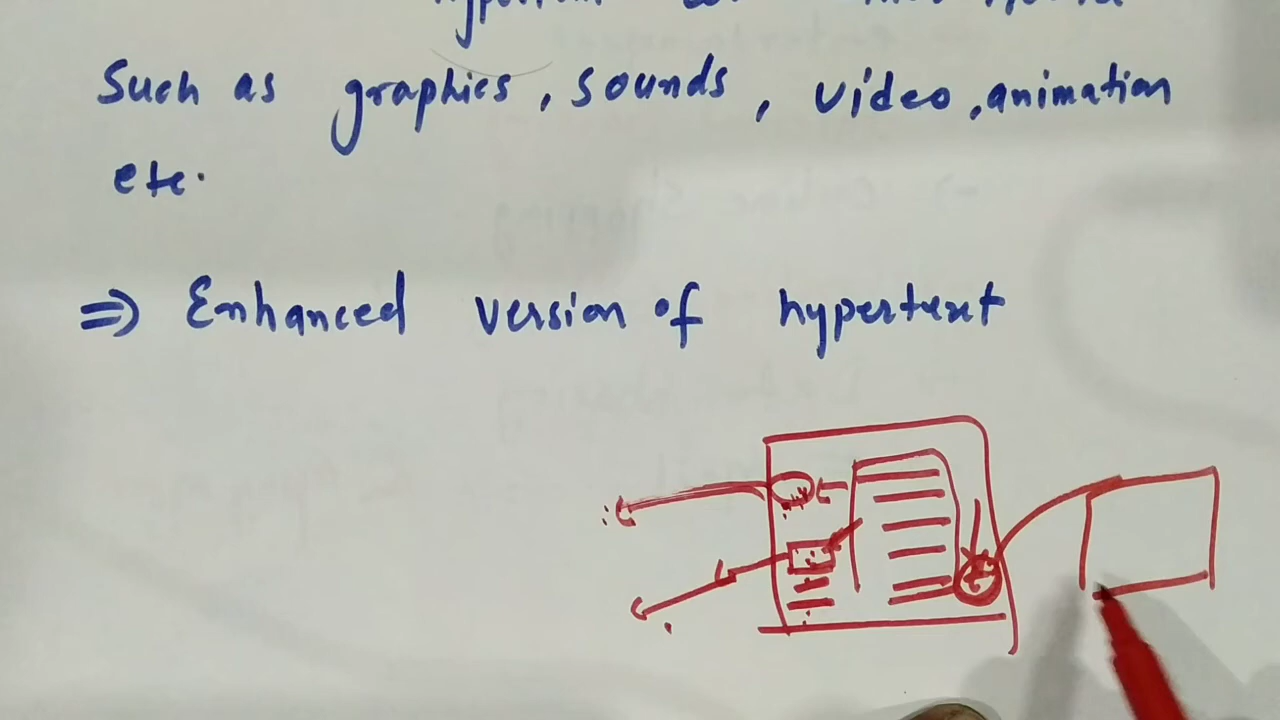 Such as graphics, sounds, video, animation
etc.
⇒ Enhanced version of hypertext